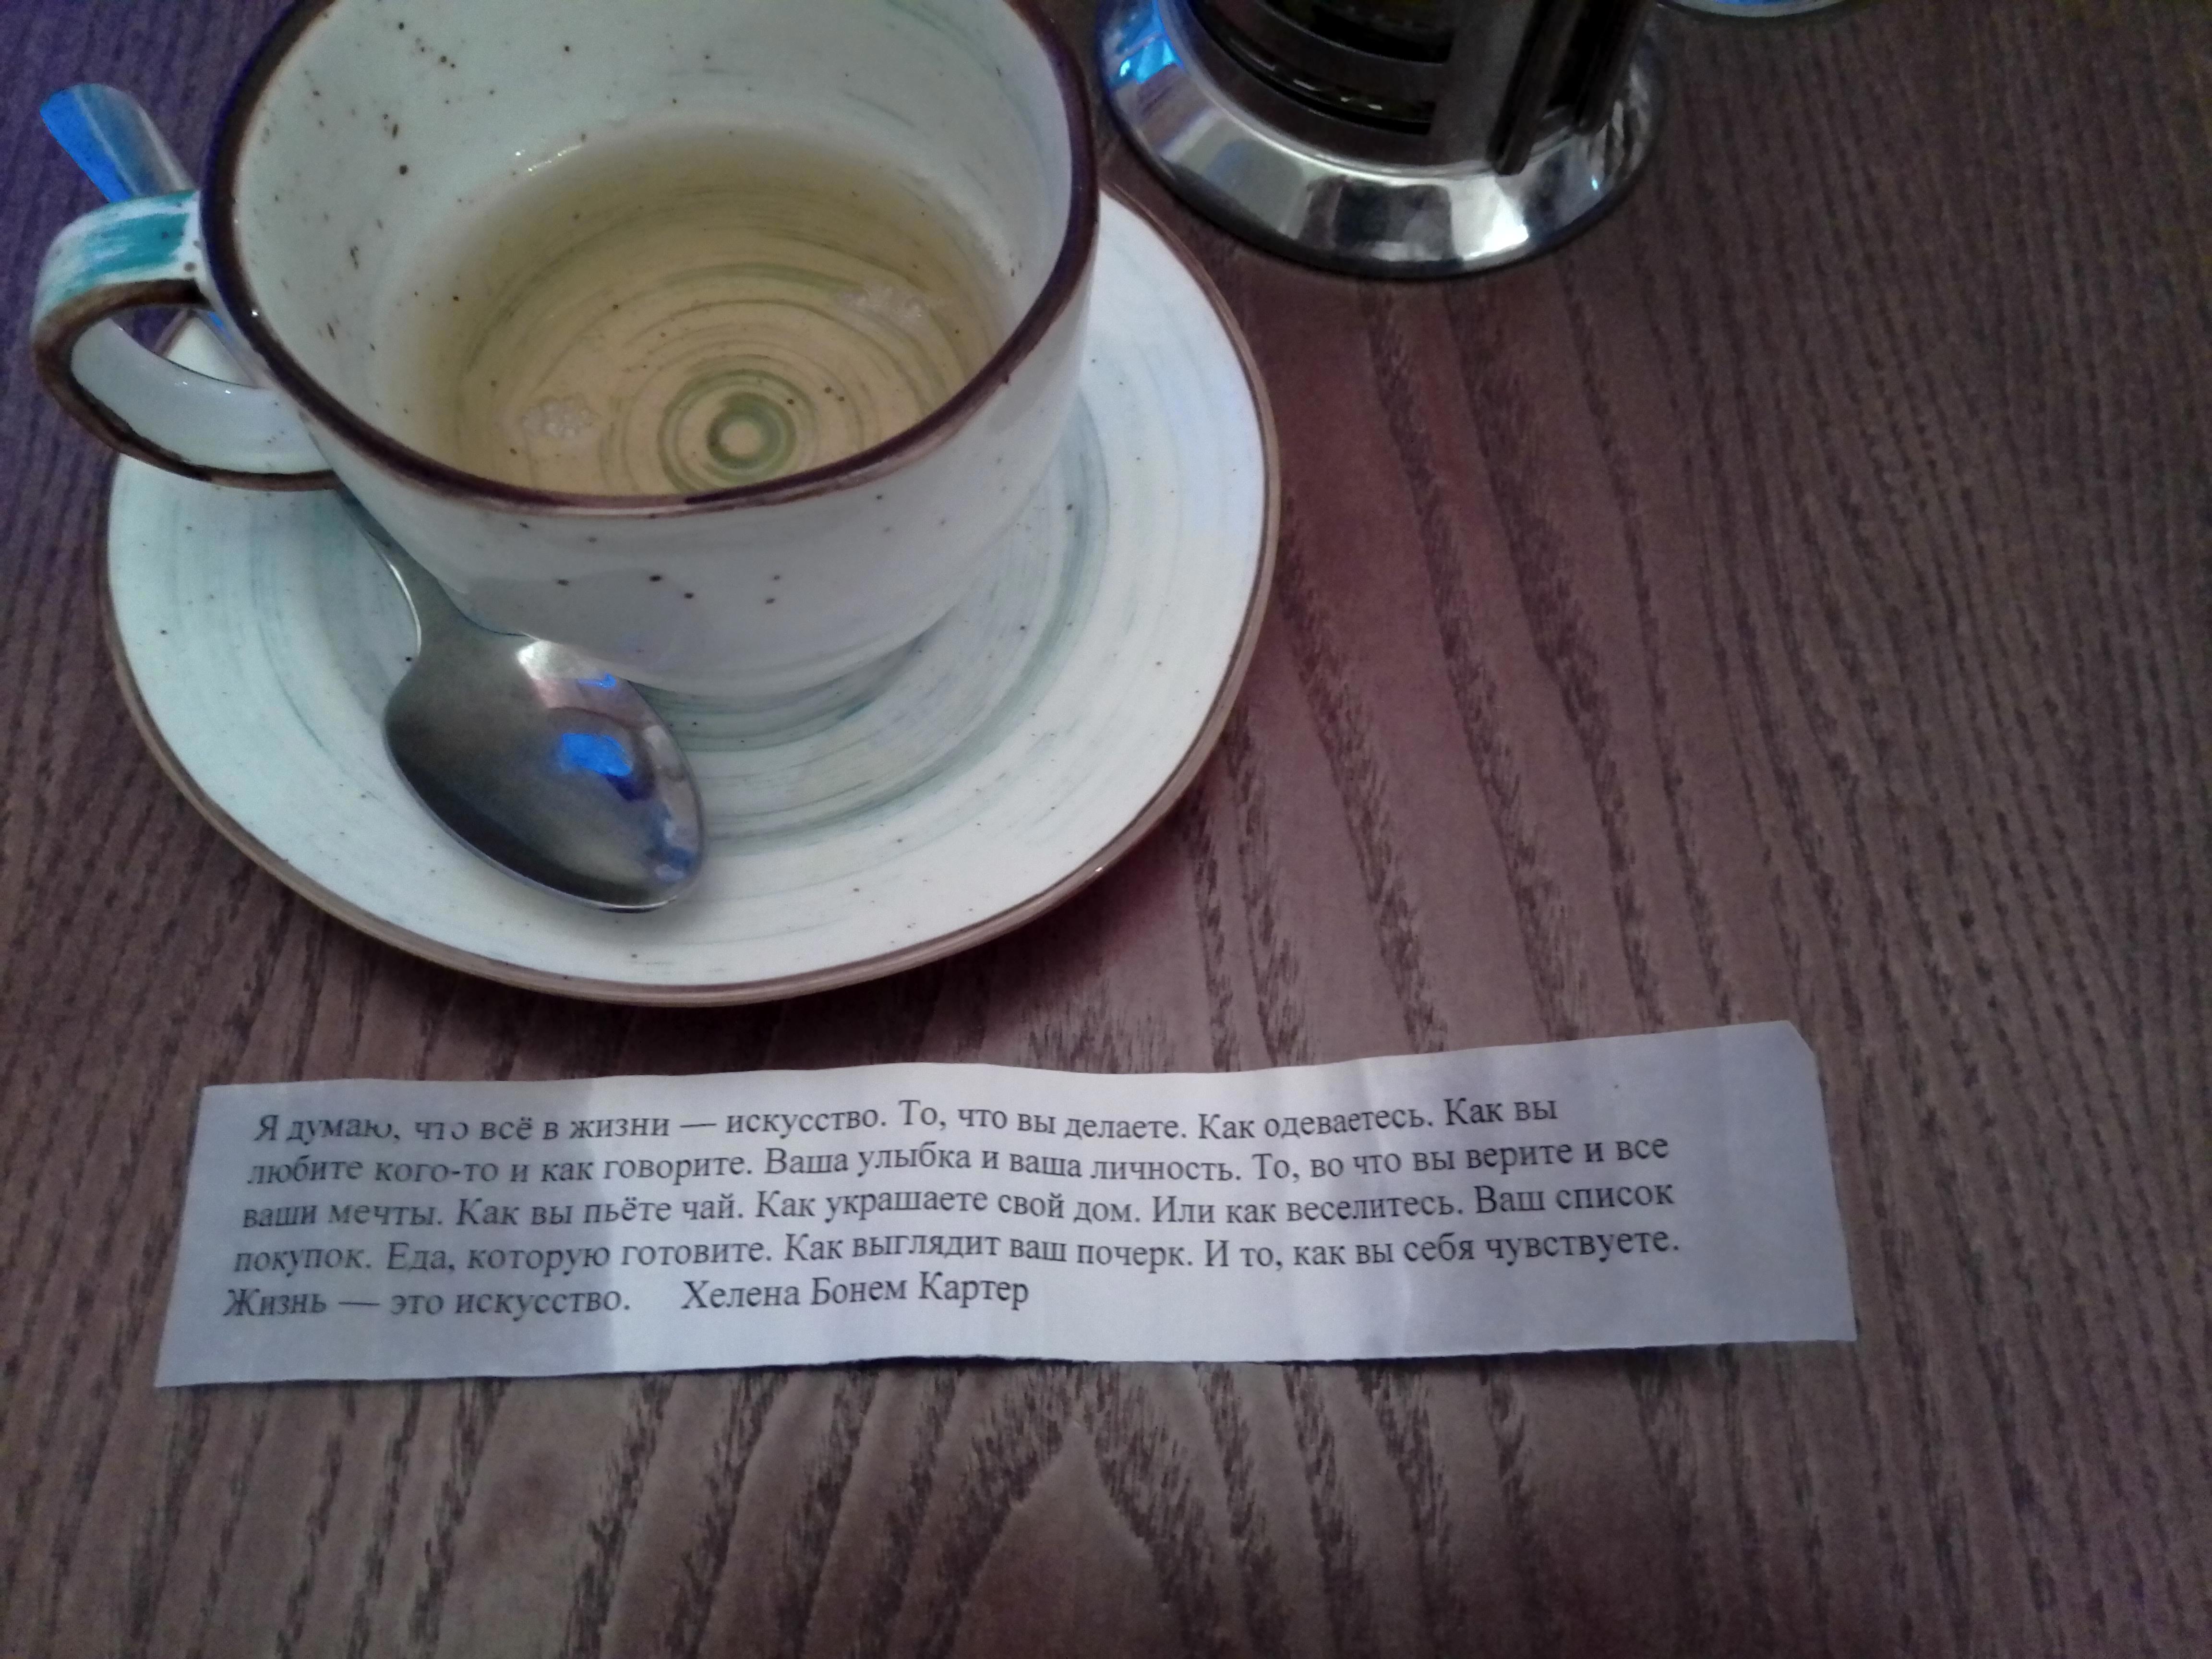 Я думаю, что всё в жизни — искусство. То, что вы делаете. Как одеваетесь. Как вы
любите кого-то и как говорите. Ваша улыбка и ваша личность. То, во что вы верите и все
ваши мечты. Как вы пьёте чай. Как украшаете свой дом. Или как веселитесь. Ваш список
покупок. Еда, которую готовите. Как выглядит ваш почерк. И то, как вы себя чувствуете.
Жизнь — это искусство. Хелена Бонем Картер